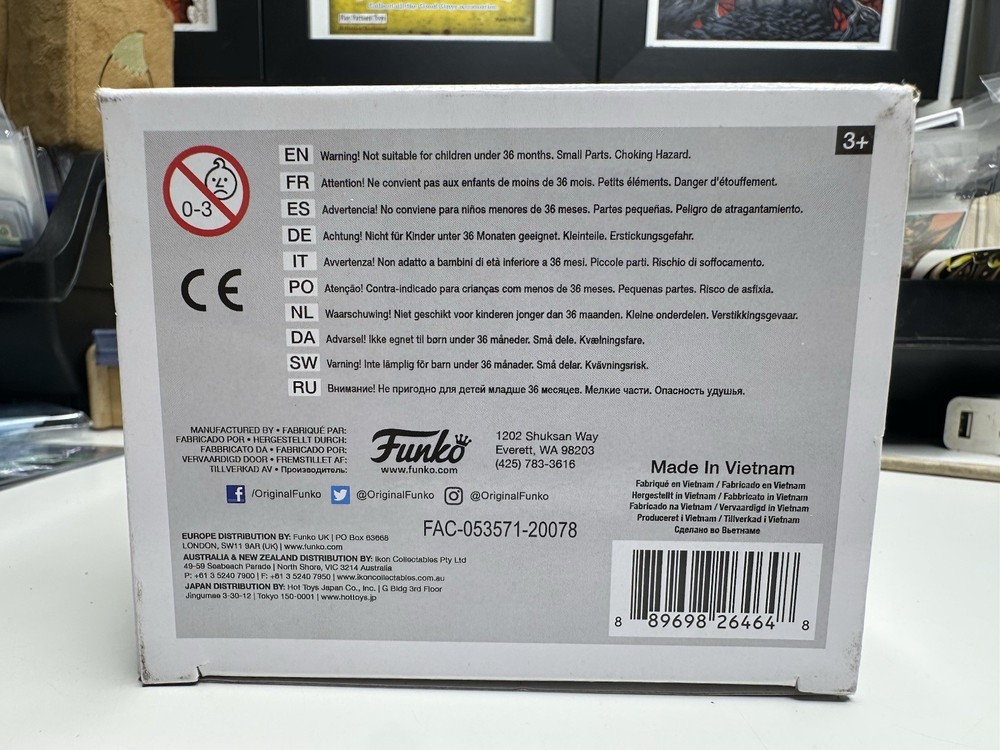 3+
0-3
EN Warning! Not suitable for children under 36 months. Small Parts. Choking Hazard.
FR Attention! Ne convient pas aux enfants de moins de 36 mois. Petits éléments. Danger d'étouffement.
ES Advertencia! No conviene para niños menores de 36 meses. Partes pequeñas. Peligro de atragantamiento.
DE Achtung! Nicht für Kinder unter 36 Monaten geeignet. Kleinteile. Erstickungsgefahr.
IT Avvertenza! Non adatto a bambini di età inferiore a 36 mesi. Piccole parti. Rischio di soffocamento.
PO Atenção! Contra-indicado para crianças com menos de 36 meses. Pequenas partes. Risco de asfixia.
NL Waarschuwing! Niet geschikt voor kinderen jonger dan 36 maanden. Kleine onderdelen. Verstikkingsgevaar.
DA Advarsel! Ikke egnet til børn under 36 måneder. Små dele. Kvælningsfare.
SW Varning! Inte lämplig för barn under 36 månader. Små delar. Kvävningsrisk.
RU Внимание! Не пригодно для детей младше 36 месяцев. Мелкие части. Опасность удушья.
CE
MANUFACTURED BY • FABRIQUÉ PAR:
FABRICADO POR • HERGESTELLT DURCH:
FABBRICATO DA • FABRICADO POR:
VERVAARDIGD DOOR • FREMSTILLET AF:
TILLVERKAD AV • Производитель:
Funko
www.funko.com
1202 Shuksan Way
Everett, WA 98203
(425) 783-3616
/OriginalFunko @OriginalFunko @OriginalFunko
FAC-053571-20078
Made In Vietnam
Fabriqué en Vietnam / Fabricado en Vietnam
Hergestellt in Vietnam / Fabbricato in Vietnam
Fabricado na Vietnam / Vervaardigd in Vietnam
Produceret i Vietnam / Tillverkad i Vietnam
Сделано во Вьетнаме
EUROPE DISTRIBUTION BY: Funko UK | PO Box 63668
LONDON, SW11 9AR (UK) | www.funko.com
AUSTRALIA & NEW ZEALAND DISTRIBUTION BY: Ikon Collectables Pty Ltd
49-59 Seabeach Parade | North Shore, VIC 3214 Australia
P: +61 3 5240 7900 | F: +61 3 5240 7950 | www.ikoncollectables.com.au
JAPAN DISTRIBUTION BY: Hot Toys Japan Co., Inc. | G Bldg 3rd Floor
Jingumae 3-30-12 | Tokyo 150-0001 | www.hottoys.jp
8 89698 26464 8